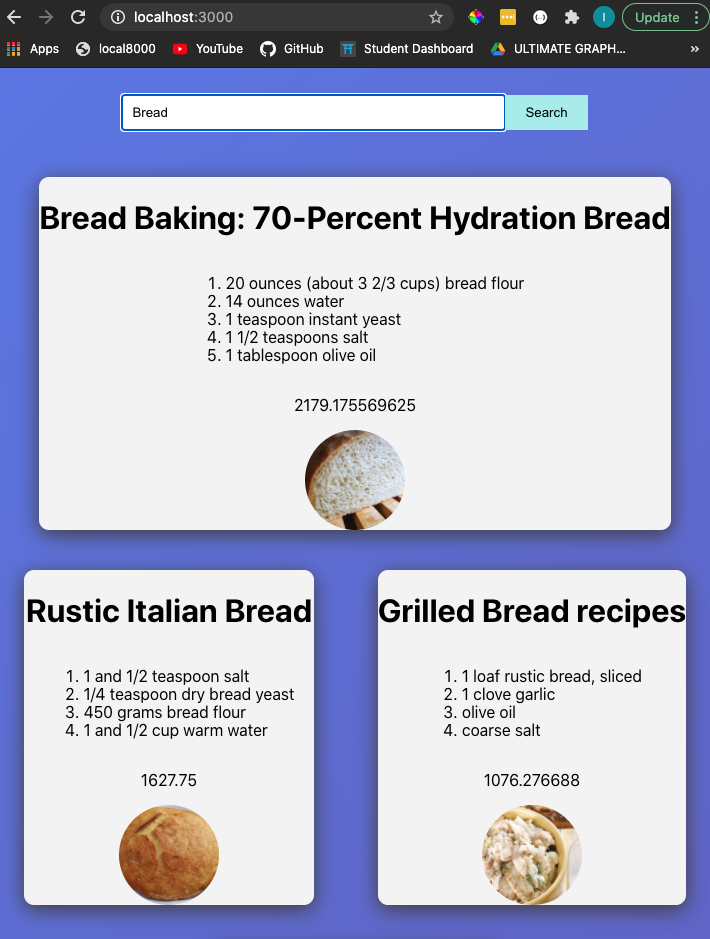 localhost:3000
I
Update
Apps
local8000
YouTube
GitHub
Student Dashboard
ULTIMATE GRAPH...
»
Bread
Search
Bread Baking: 70-Percent Hydration Bread
1. 20 ounces (about 3 2/3 cups) bread flour
2. 14 ounces water
3. 1 teaspoon instant yeast
4. 1 1/2 teaspoons salt
5. 1 tablespoon olive oil
2179.175569625
Rustic Italian Bread
1. 1 and 1/2 teaspoon salt
2. 1/4 teaspoon dry bread yeast
3. 450 grams bread flour
4. 1 and 1/2 cup warm water
1627.75
Grilled Bread recipes
1. 1 loaf rustic bread, sliced
2. 1 clove garlic
3. olive oil
4. coarse salt
1076.276688